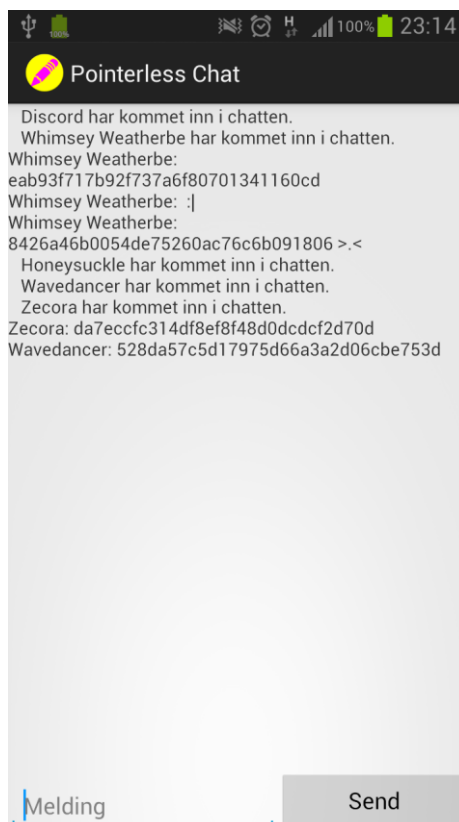 100% H 100% 23:14
Pointerless Chat
Discord har kommet inn i chatten.
Whimsey Weatherbe har kommet inn i chatten.
Whimsey Weatherbe:
eab93f717b92f737a6f80701341160cd
Whimsey Weatherbe: :|
Whimsey Weatherbe:
8426a46b0054de75260ac76c6b091806 >.<
Honeysuckle har kommet inn i chatten.
Wavedancer har kommet inn i chatten.
Zecora har kommet inn i chatten.
Zecora: da7eccfc314df8ef8f48d0dcdcf2d70d
Wavedancer: 528da57c5d17975d66a3a2d06cbe753d
Melding Send